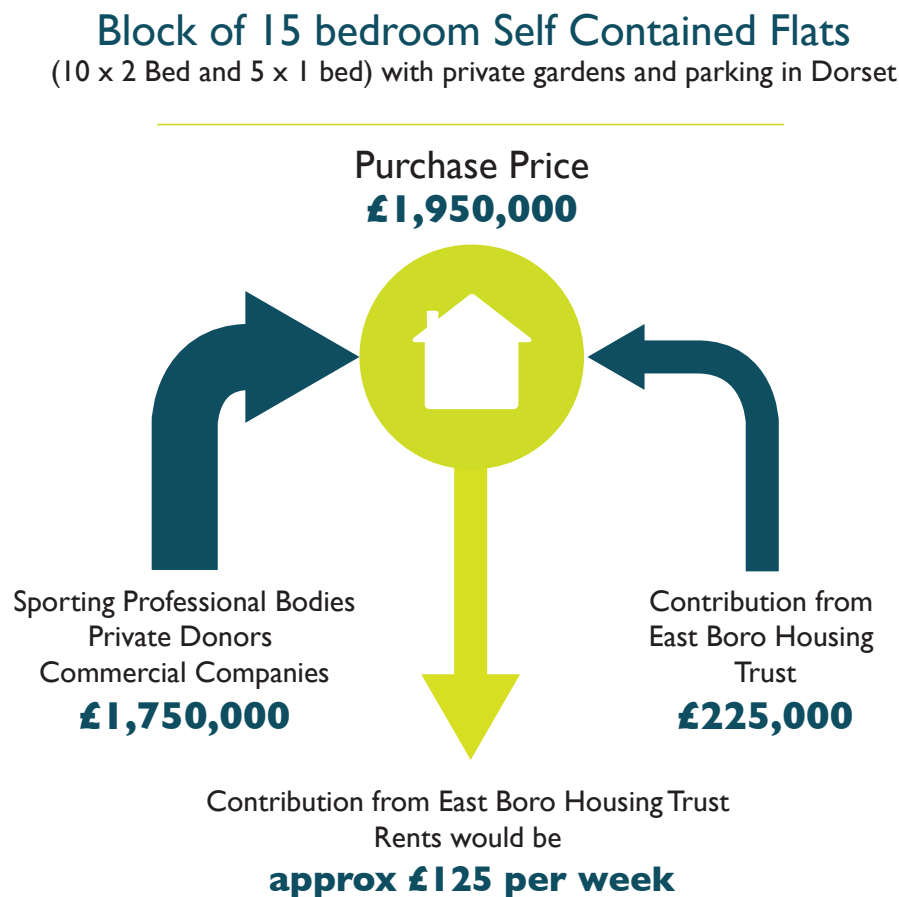 Block of 15 bedroom Self Contained Flats
(10 x 2 Bed and 5 x 1 bed) with private gardens and parking in Dorset
Purchase Price
£1,950,000
Sporting Professional Bodies
Private Donors
Commercial Companies
£1,750,000
Contribution from
East Boro Housing
Trust
£225,000
Contribution from East Boro Housing Trust
Rents would be
approx £125 per week